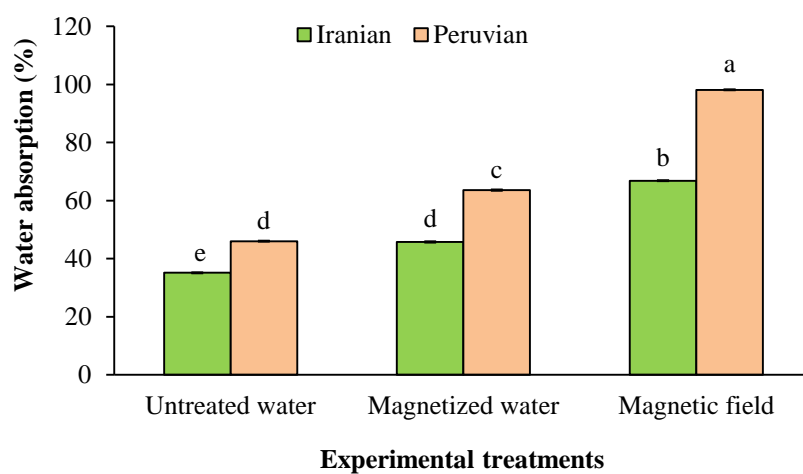 Iranian Peruvian
Water absorption (%)
120
100
80
60
40
20
0
e
d
d
c
b
a
Untreated water Magnetized water Magnetic field
Experimental treatments